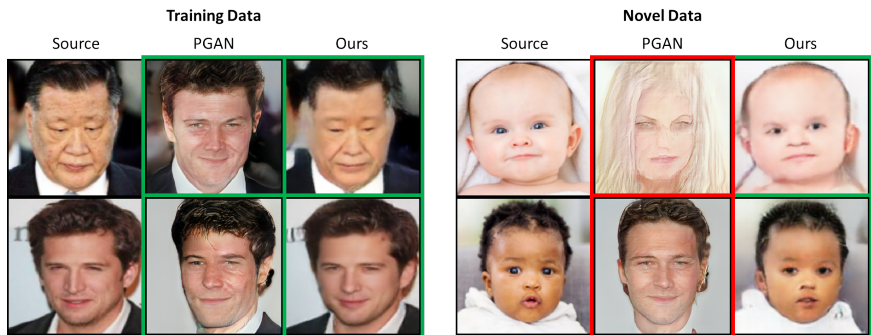 Training Data
Novel Data
Source PGAN Ours
Source PGAN Ours